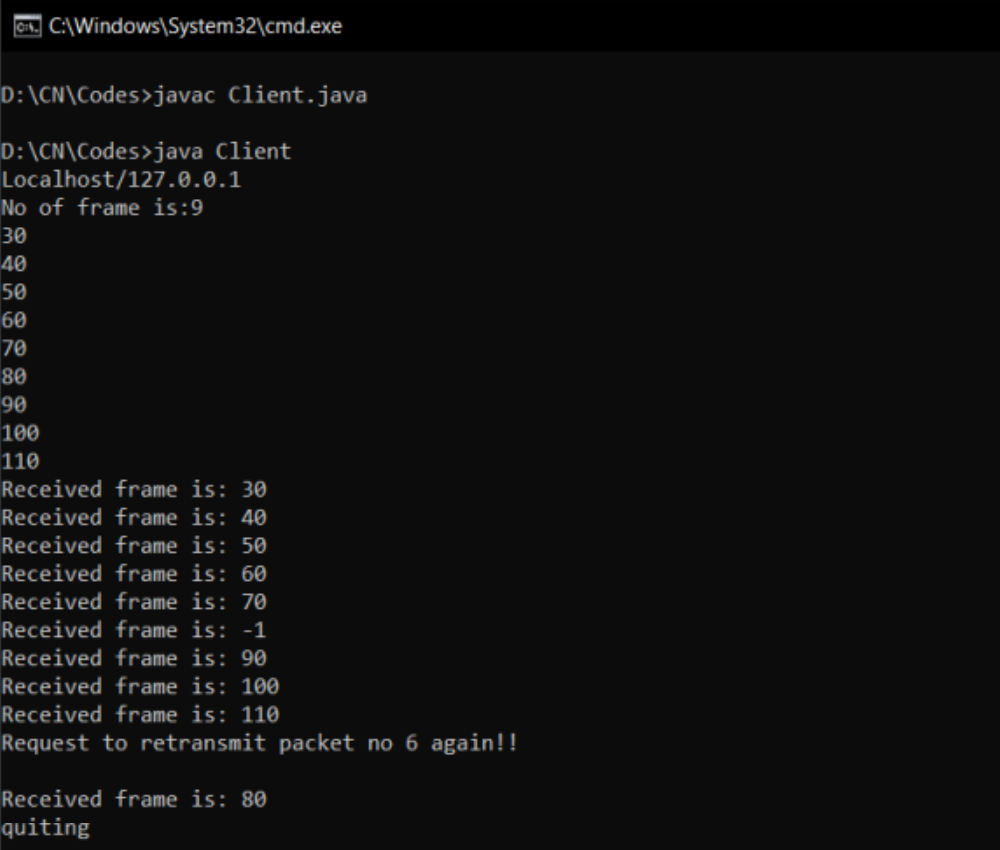 C:\Windows\System32\cmd.exe
D:\CN\Codes>javac Client.java
D:\CN\Codes>java Client
Localhost/127.0.0.1
No of frame is:9
30
40
50
60
70
80
90
100
110
Received frame is: 30
Received frame is: 40
Received frame is: 50
Received frame is: 60
Received frame is: 70
Received frame is: -1
Received frame is: 90
Received frame is: 100
Received frame is: 110
Request to retransmit packet no 6 again!!
Received frame is: 80
quiting